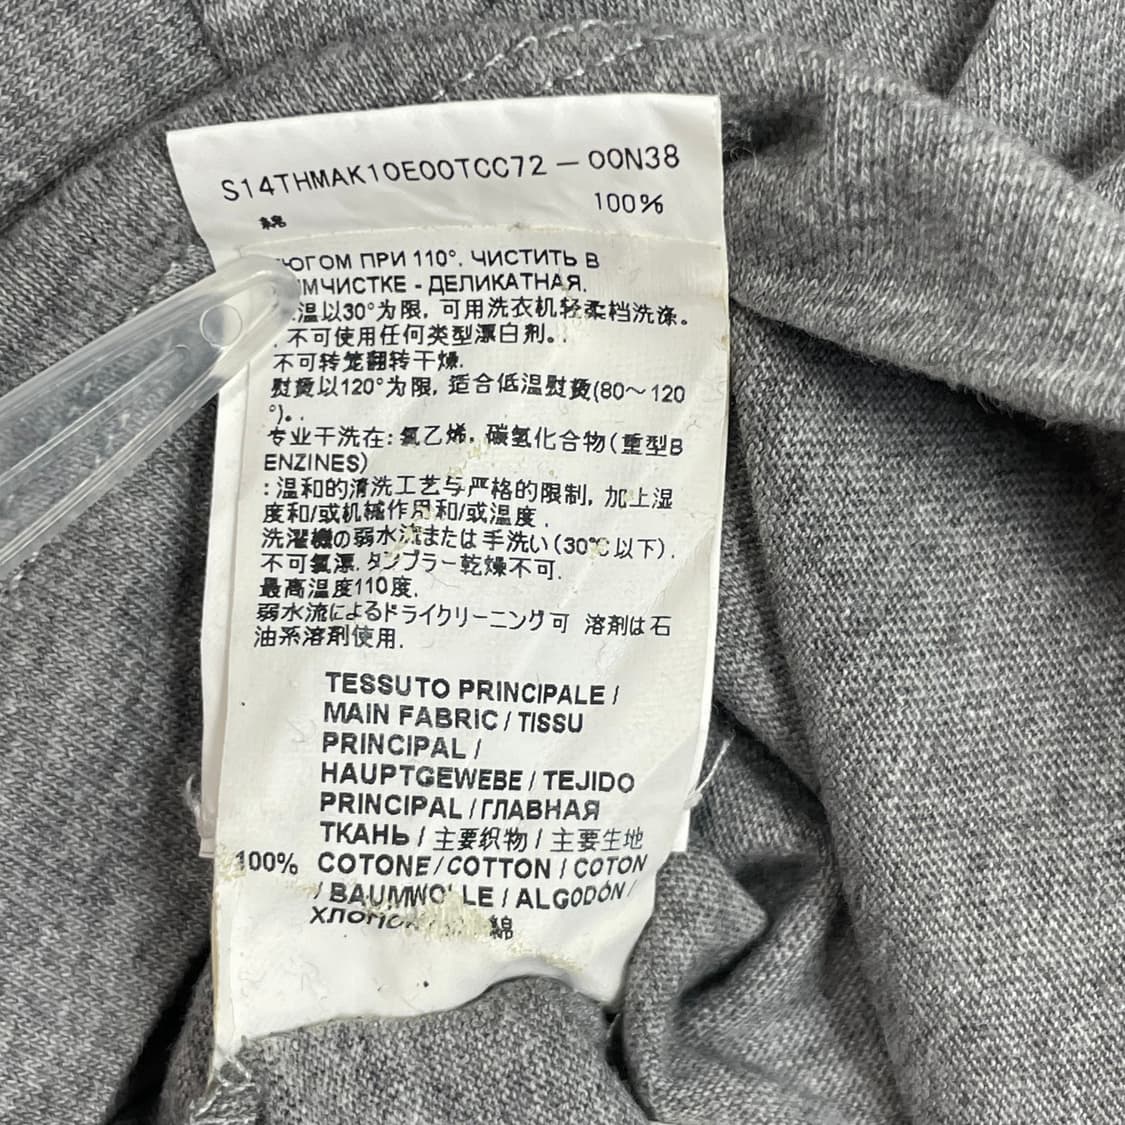 S14THMAK10E00TCC72 – 00N38
綿 100%
ПРИ 110°. ЧИСТИТЬ В
- ДЕЛИКАТНАЯ.
温以30°为限, 可用洗衣机轻柔档洗涤。
不可使用任何类型漂白剂。.
不可转笼翻转干燥.
熨烫以120°为限, 适合低温熨烫(80～120
°)。.
专业干洗在: 氯乙烯, 碳氢化合物(重型B
ENZINES)
: 温和的清洗工艺与严格的限制, 加上湿
度和/或机械作用和/或温度.
洗濯機の弱水流または手洗い(30℃以下).
不可氯漂. タンブラー乾燥不可.
最高温度110度.
弱水流によるドライクリーニング可 溶剤は石
油系溶剤使用.
TESSUTO PRINCIPALE /
MAIN FABRIC / TISSU
PRINCIPAL /
HAUPTGEWEBE / TEJIDO
PRINCIPAL / ГЛАВНАЯ
ТКАНЬ / 主要织物 / 主要生地
100% COTONE / COTTON / COTON
/ BAUMWOLLE / ALGODÓN /
綿